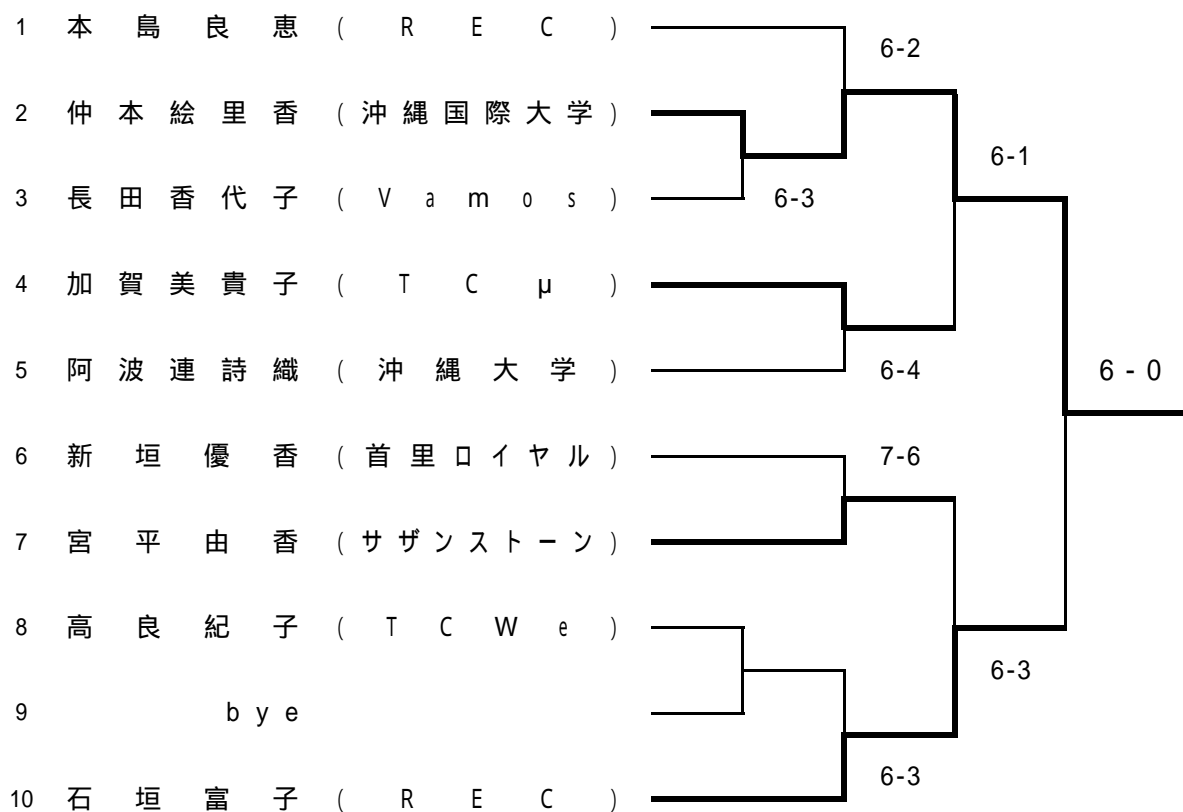 1 本島良恵 (REC)
6-2
2 仲本絵里香 (沖縄国際大学)
6-1
3 長田香代子 (Vamos) 6-3
4 加賀美貴子 (TCμ)
5 阿波連詩織 (沖縄大学) 6-4 6-0
6 新垣優香 (首里ロイヤル) 7-6
7 宮平由香 (サザンストーン)
8 高良紀子 (TCWe)
6-3
9 bye
6-3
10 石垣富子 (REC)